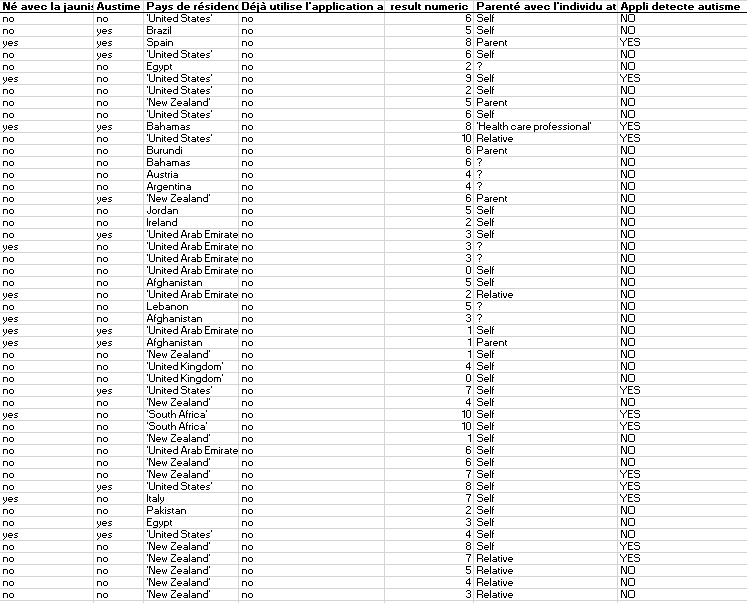 Né avec la jaunis Austime Pays de résidenc Déjà utilise l'application a result numeric Parenté avec l'individu at Appli detecte autisme
no no 'United States' no 6 Self NO
no yes Brazil no 5 Self NO
yes yes Spain no 8 Parent YES
no yes 'United States' no 6 Self NO
no no Egypt no 2 ? NO
yes no 'United States' no 9 Self YES
no no 'United States' no 2 Self NO
no no 'New Zealand' no 5 Parent NO
no no 'United States' no 6 Self NO
yes yes Bahamas no 8 'Health care professional' YES
no no 'United States' no 10 Relative YES
no no Burundi no 6 Parent NO
no no Bahamas no 6 ? NO
no no Austria no 4 ? NO
no no Argentina no 4 ? NO
no yes 'New Zealand' no 6 Parent NO
no no Jordan no 5 Self NO
no no Ireland no 2 Self NO
no yes 'United Arab Emirate no 3 Self NO
yes no 'United Arab Emirate no 3 ? NO
no no 'United Arab Emirate no 3 ? NO
no no 'United Arab Emirate no 0 Self NO
no no Afghanistan no 5 Self NO
yes no 'United Arab Emirate no 2 Relative NO
no no Lebanon no 5 ? NO
yes no Afghanistan no 3 ? NO
yes yes 'United Arab Emirate no 1 Self NO
yes yes Afghanistan no 1 Parent NO
no no 'New Zealand' no 1 Self NO
no no 'United Kingdom' no 4 Self NO
no no 'United Kingdom' no 0 Self NO
no yes 'United States' no 7 Self YES
no no 'New Zealand' no 4 Self NO
yes no 'South Africa' no 10 Self YES
no no 'South Africa' no 10 Self YES
no no 'New Zealand' no 1 Self NO
no no 'United Arab Emirate no 6 Self NO
no no 'New Zealand' no 6 Self NO
no no 'New Zealand' no 7 Self YES
no yes 'United States' no 8 Self YES
yes no Italy no 7 Self YES
no no Pakistan no 2 Self NO
no yes Egypt no 3 Self NO
yes yes 'United States' no 4 Self NO
no no 'New Zealand' no 8 Self YES
no no 'New Zealand' no 7 Relative YES
no no 'New Zealand' no 5 Relative NO
no no 'New Zealand' no 4 Relative NO
no no 'New Zealand' no 3 Relative NO